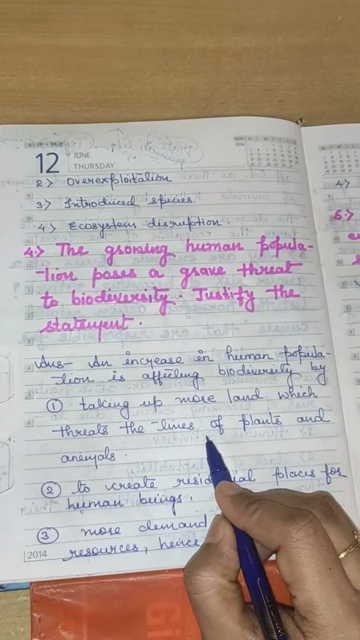 12 JUNE
THURSDAY
2.> Overexploitation
3.> Introduced species
4.> Ecosystem disruption
4.> The growing human popula-
-tion poses a grave threat
to biodiversity. Justify the
statement.
Ans- An increase in human popula-
-tion is affecting biodiversity by
① taking up more land which
threats the lives of plants and
anemals.
② to create places for
human beings.
③ more demand
resources, hence
2014
4>
5.>